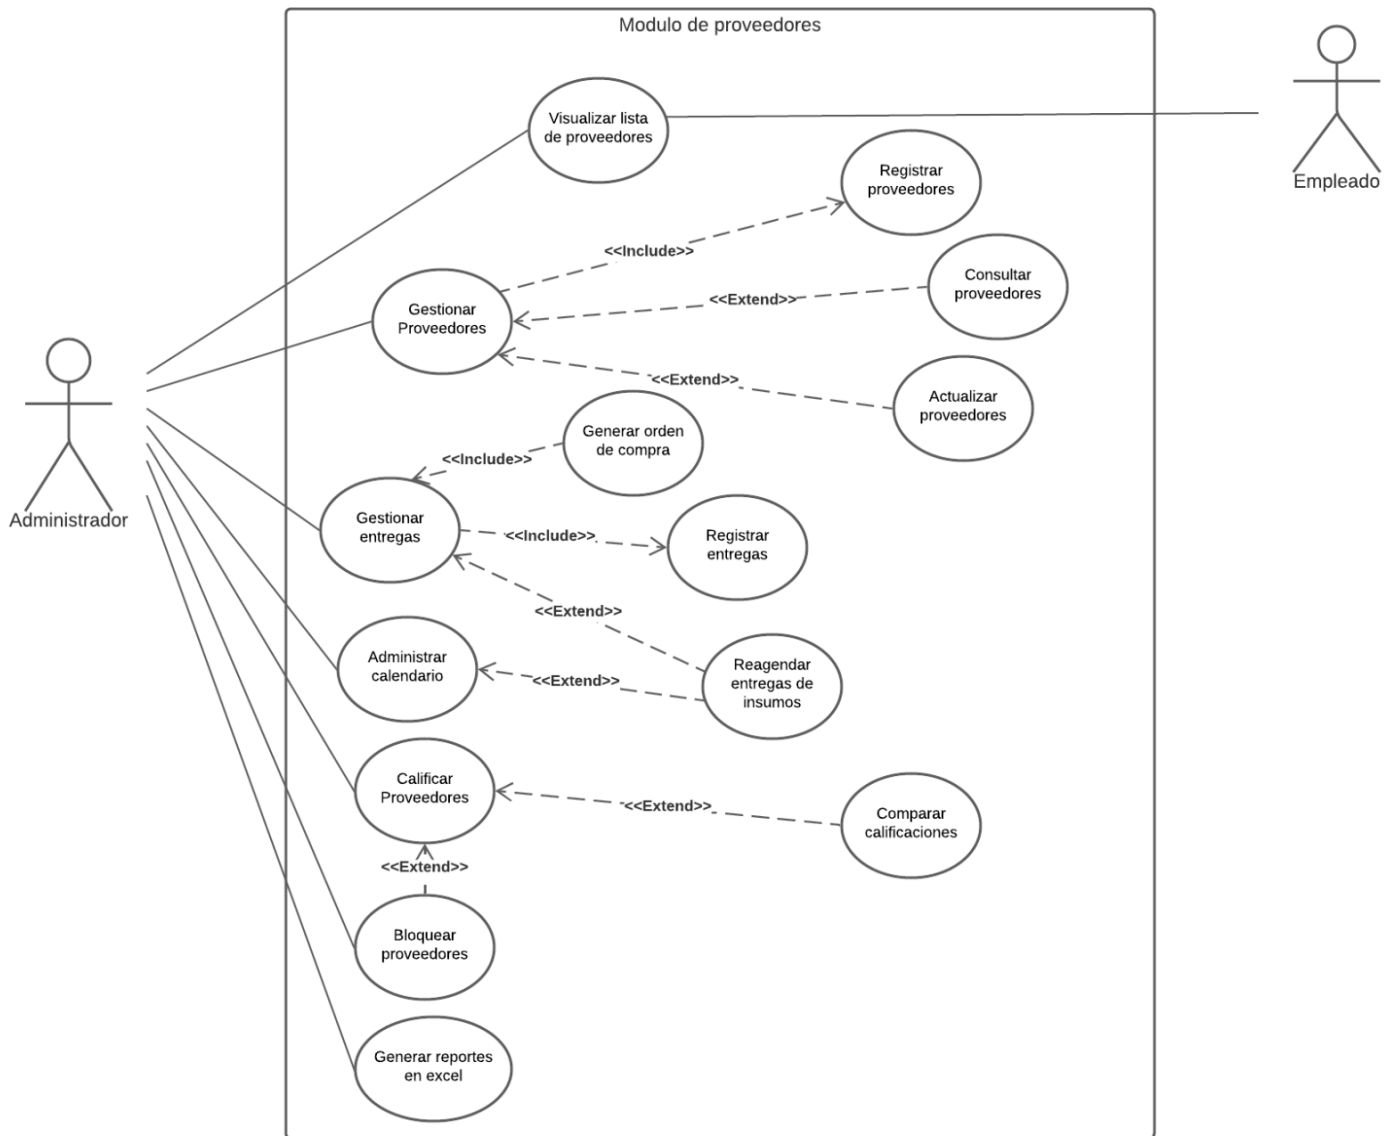 Modulo de proveedores
Visualizar lista
de proveedores
Empleado
Registrar
proveedores
<<Include>>
Consultar
proveedores
<<Extend>>
Gestionar
Proveedores
<<Extend>>
Actualizar
proveedores
Generar orden
de compra
<<Include>>
Administrador
Gestionar
entregas
<<Include>>
Registrar
entregas
<<Extend>>
Administrar
calendario
<<Extend>>
Reagendar
entregas de
insumos
Calificar
Proveedores
<<Extend>>
Comparar
calificaciones
<<Extend>>
Bloquear
proveedores
Generar reportes
en excel